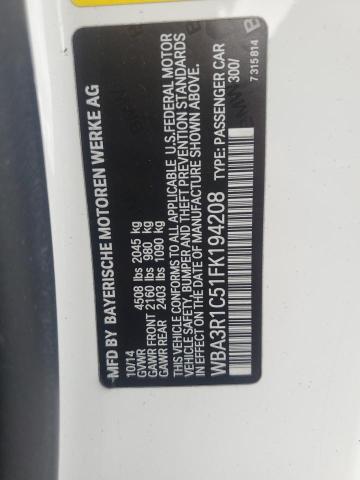 MFD BY BAYERISCHE MOTOREN WERKE AG
10/14
GVWR 4508 lbs 2045 kg
GAWR FRONT 2160 lbs 980 kg
GAWR REAR 2403 lbs 1090 kg
THIS VEHICLE CONFORMS TO ALL APPLICABLE U.S.FEDERAL MOTOR
VEHICLE SAFETY, BUMPER AND THEFT PREVENTION STANDARDS
IN EFFECT ON THE DATE OF MANUFACTURE SHOWN ABOVE.
WBA3R1C51FK194208 TYPE: PASSENGER CAR
300/
7 315 814